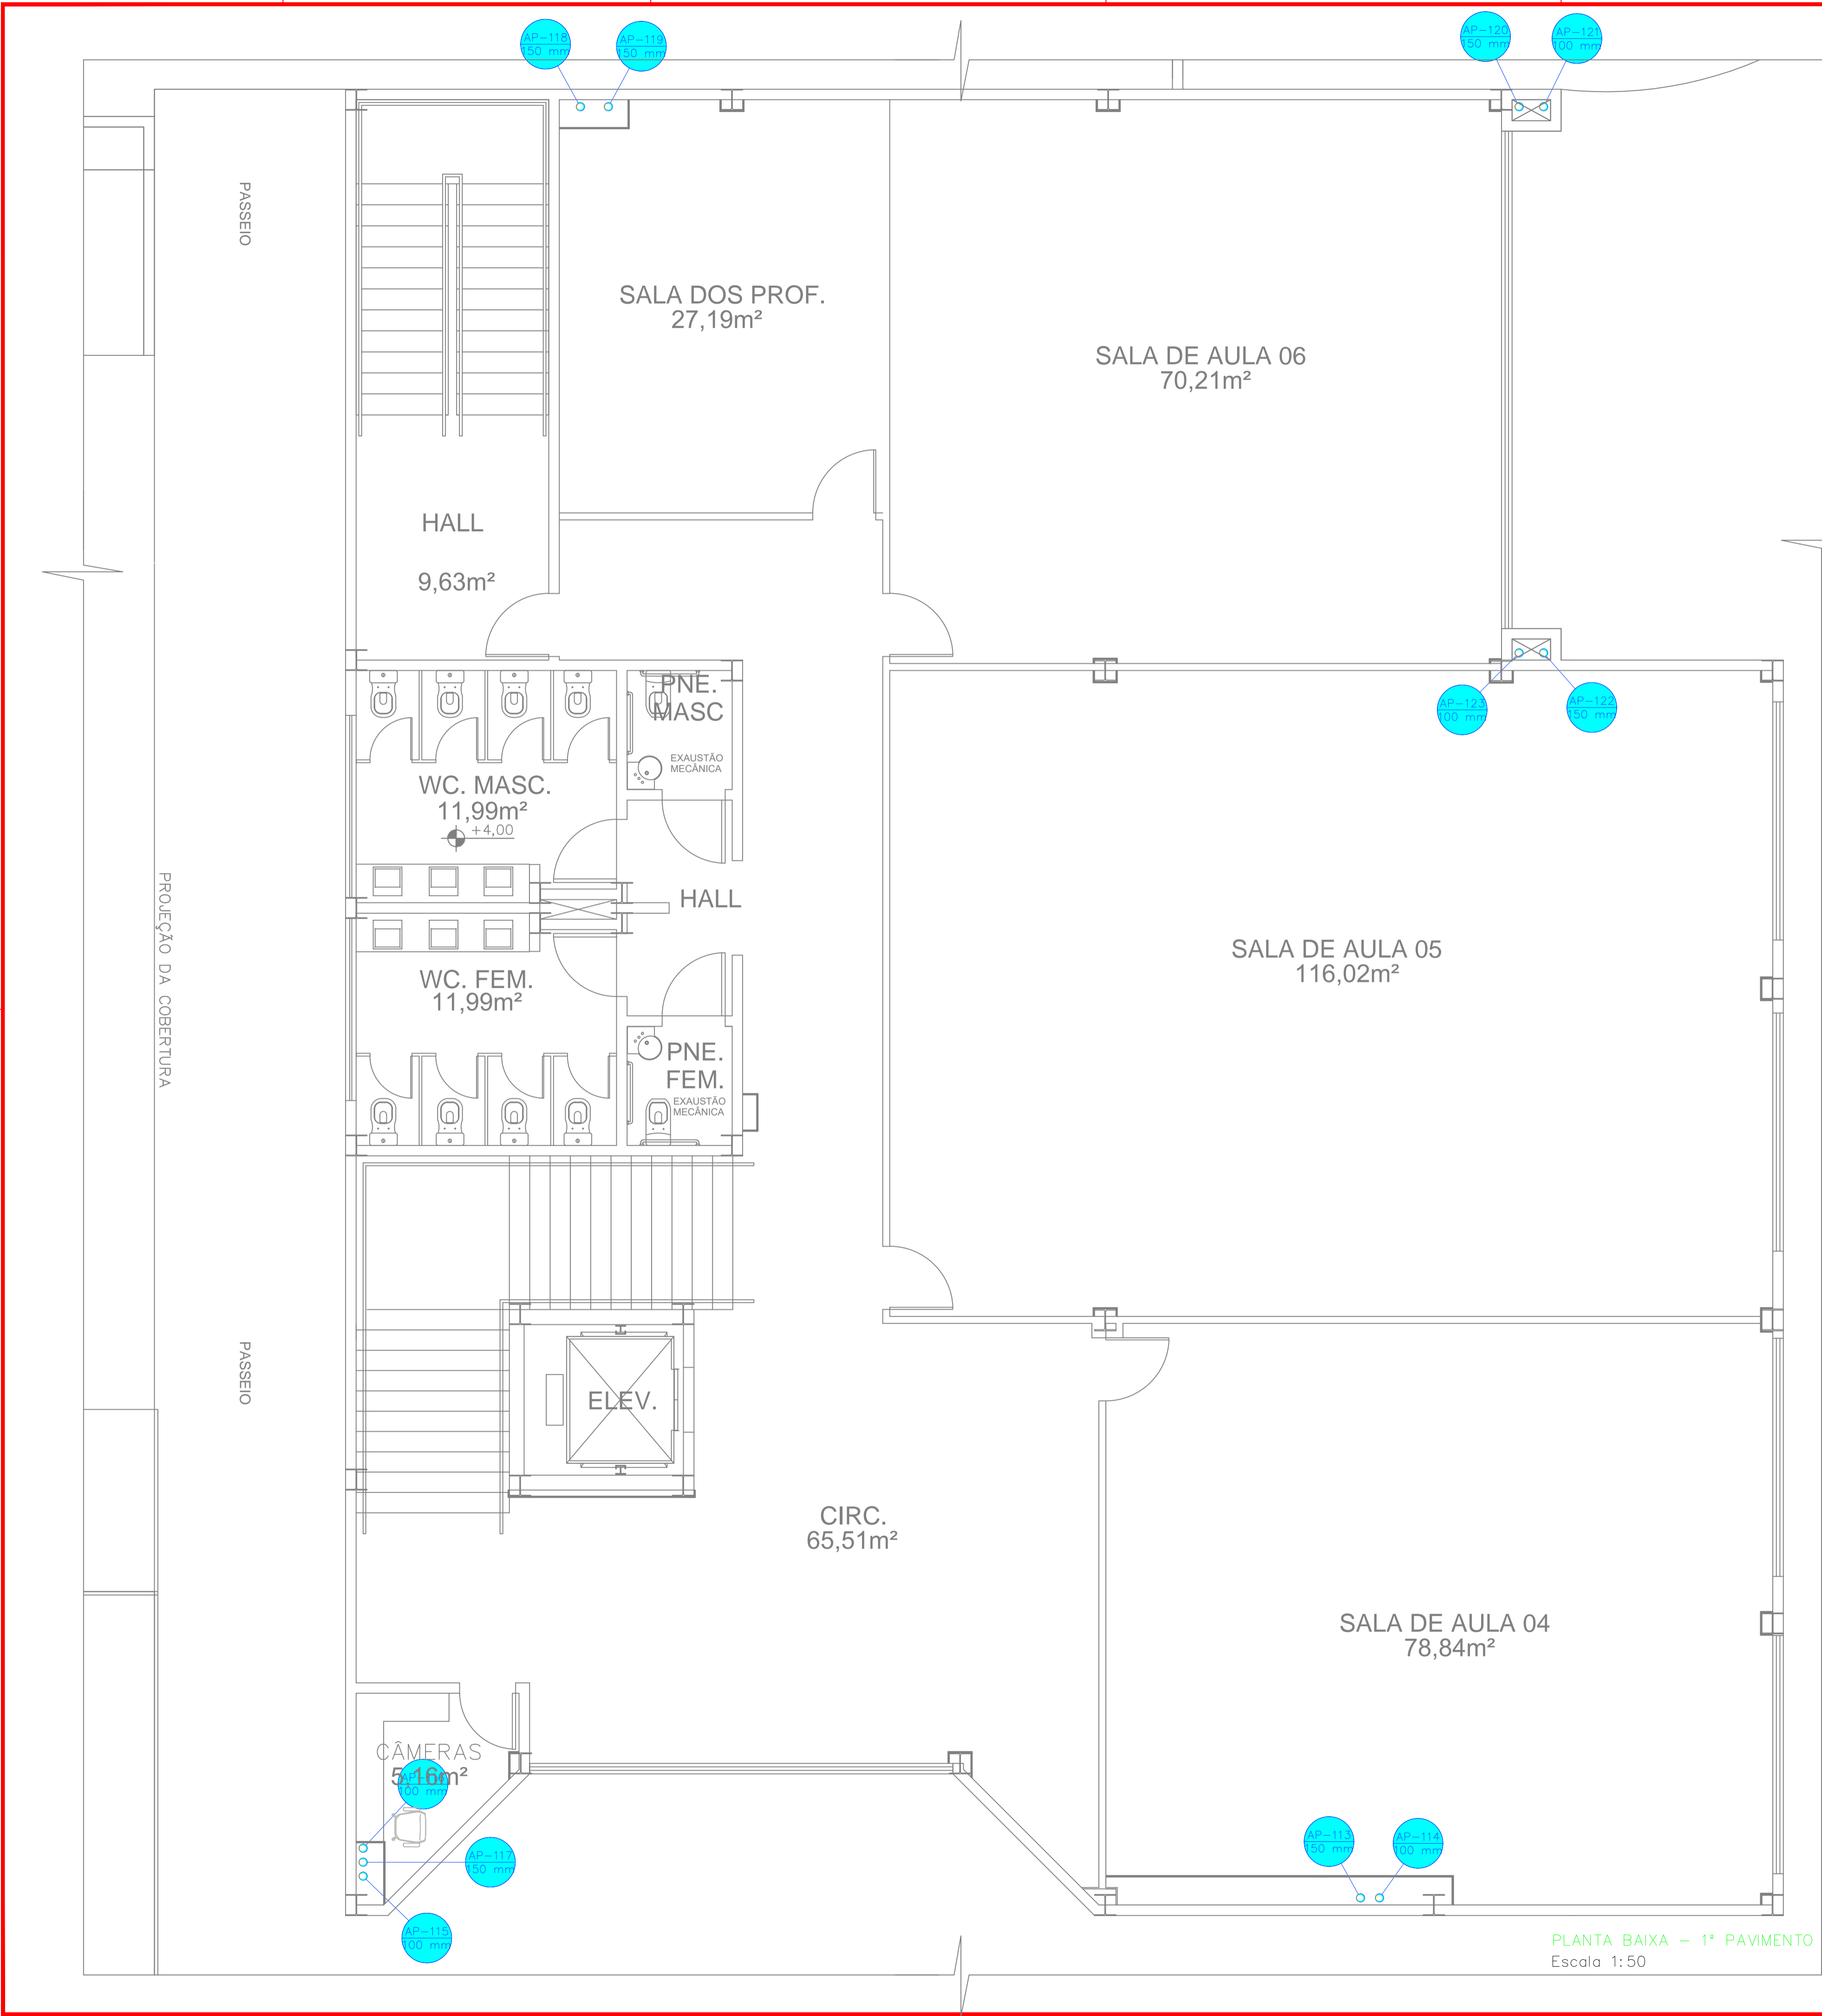 AP-118
150 mm
AP-119
150 mm
AP-120
150 mm
AP-121
100 mm
PASSEIO
SALA DOS PROF.
27,19m²
SALA DE AULA 06
70,21m²
HALL
9,63m²
PNE.
MASC
AP-123
100 mm
AP-122
150 mm
EXAUSTÃO
MECÂNICA
WC. MASC.
11,99m²
+4,00
HALL
PROJEÇÃO DA COBERTURA
SALA DE AULA 05
116,02m²
WC. FEM.
11,99m²
PNE.
FEM.
EXAUSTÃO
MECÂNICA
PASSEIO
ELEV.
CIRC.
65,51m²
SALA DE AULA 04
78,84m²
CÂMERAS
5,16m²
100 mm
AP-117
150 mm
AP-113
150 mm
AP-114
100 mm
AP-115
100 mm
PLANTA BAIXA – 1º PAVIMENTO
Escala 1:50